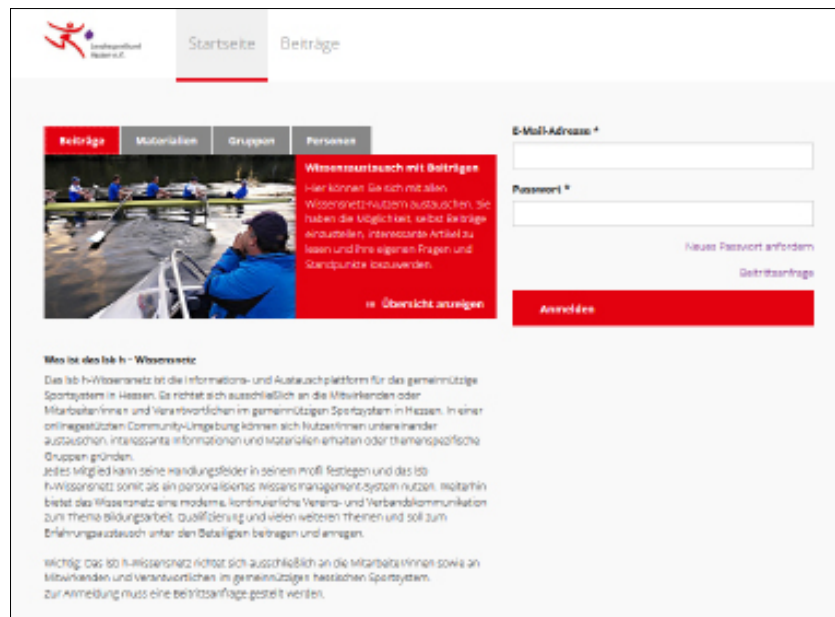 Landessportbund
Hessen e.V.
Startseite
Beiträge
Beiträge
Materialien
Gruppen
Personen
Wissensaustausch mit Beiträgen
Hier können Sie sich mit allen
Wissensnetz-Nutzern austauschen. Sie
haben die Möglichkeit, selbst Beiträge
einzustellen, interessante Artikel zu
lesen und ihre eigenen Fragen und
Standpunkte loszuwerden.
Übersicht anzeigen
E-Mail-Adresse *
Passwort *
Neues Passwort anfordern
Beitrittsanfrage
Anmelden
Was ist das lsb h - Wissensnetz
Das lsb h-Wissensnetz ist die Informations- und Austauschplattform für das gemeinnützige
Sportsystem in Hessen. Es richtet sich ausschließlich an die Mitwirkenden oder
Mitarbeiter/innen und Verantwortlichen im gemeinnützigen Sportsystem in Hessen. In einer
onlinegestützten Community-Umgebung können sich Nutzer/innen untereinander
austauschen, interessante Informationen und Materialien erhalten oder themenspezifische
Gruppen gründen.
Jedes Mitglied kann seine Handlungsfelder in seinem Profil festlegen und das lsb
h-Wissensnetz somit als ein personalisiertes Wissensmanagement-System nutzen. Weiterhin
bietet das Wissensnetz eine moderne, kontinuierliche Vereins- und Verbandskommunikation
zum Thema Bildungsarbeit, Qualifizierung und vielen weiteren Themen und soll zum
Erfahrungsaustausch unter den Beteiligten beitragen und anregen.
Wichtig: Das lsb h-Wissensnetz richtet sich ausschließlich an die Mitarbeiter/innen sowie an
Mitwirkenden und Verantwortlichen im gemeinnützigen hessischen Sportsystem.
Zur Anmeldung muss eine Beitrittsanfrage gestellt werden.